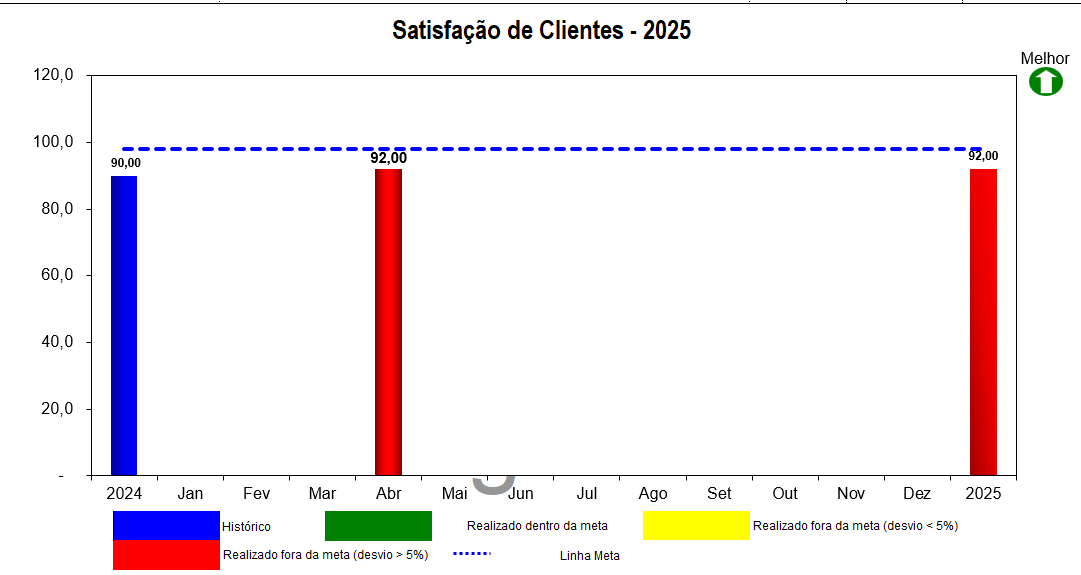 Satisfação de Clientes - 2025
Melhor
120,0
100,0
80,0
60,0
40,0
20,0
-
90,00
92,00
92,00
2024 Jan Fev Mar Abr Mai Jun Jul Ago Set Out Nov Dez 2025
Histórico
Realizado dentro da meta
Realizado fora da meta (desvio < 5%)
Realizado fora da meta (desvio > 5%)
Linha Meta